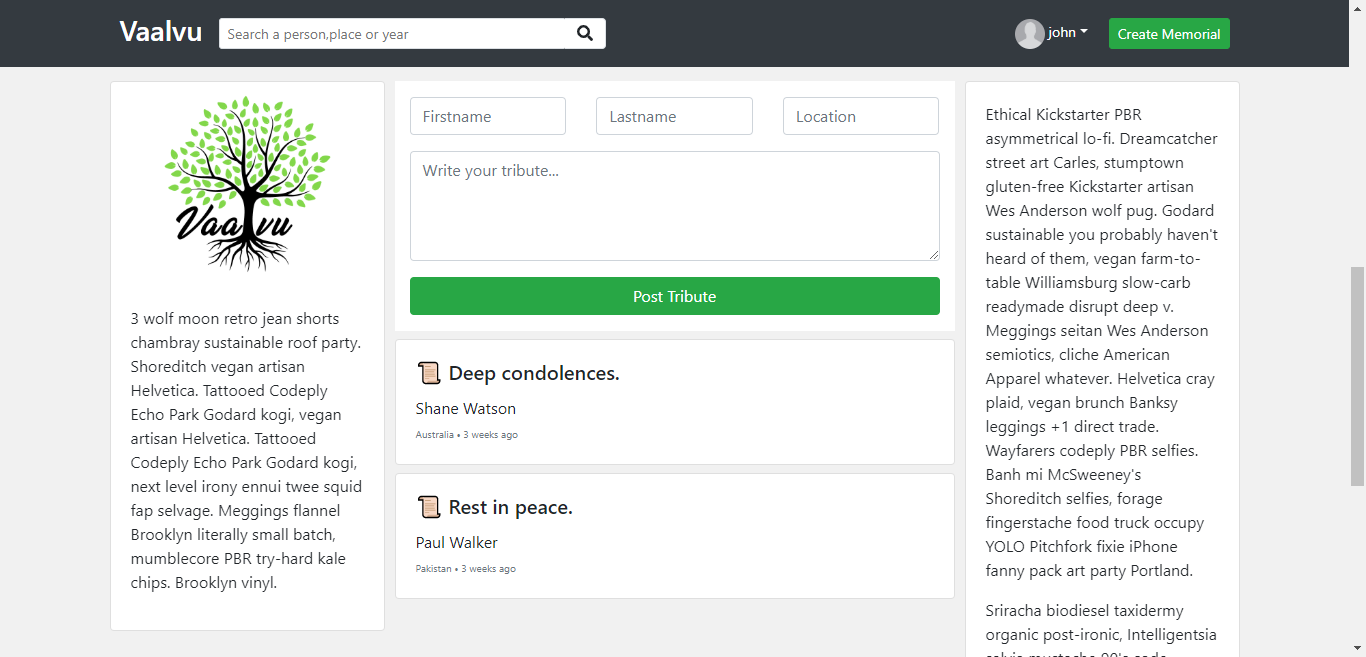 Vaalvu
Search a person,place or year
john
Create Memorial
Vaalvu
3 wolf moon retro jean shorts
chambray sustainable roof party.
Shoreditch vegan artisan
Helvetica. Tattooed Codeply
Echo Park Godard kogi, vegan
artisan Helvetica. Tattooed
Codeply Echo Park Godard kogi,
next level irony ennui twee squid
fap selvage. Meggings flannel
Brooklyn literally small batch,
mumblecore PBR try-hard kale
chips. Brooklyn vinyl.
Firstname
Lastname
Location
Write your tribute...
Post Tribute
📜 Deep condolences.
Shane Watson
Australia • 3 weeks ago
📜 Rest in peace.
Paul Walker
Pakistan • 3 weeks ago
Ethical Kickstarter PBR
asymmetrical lo-fi. Dreamcatcher
street art Carles, stumptown
gluten-free Kickstarter artisan
Wes Anderson wolf pug. Godard
sustainable you probably haven't
heard of them, vegan farm-to-
table Williamsburg slow-carb
readymade disrupt deep v.
Meggings seitan Wes Anderson
semiotics, cliche American
Apparel whatever. Helvetica cray
plaid, vegan brunch Banksy
leggings +1 direct trade.
Wayfarers codeply PBR selfies.
Banh mi McSweeney's
Shoreditch selfies, forage
fingerstache food truck occupy
YOLO Pitchfork fixie iPhone
fanny pack art party Portland.
Sriracha biodiesel taxidermy
organic post-ironic, Intelligentsia